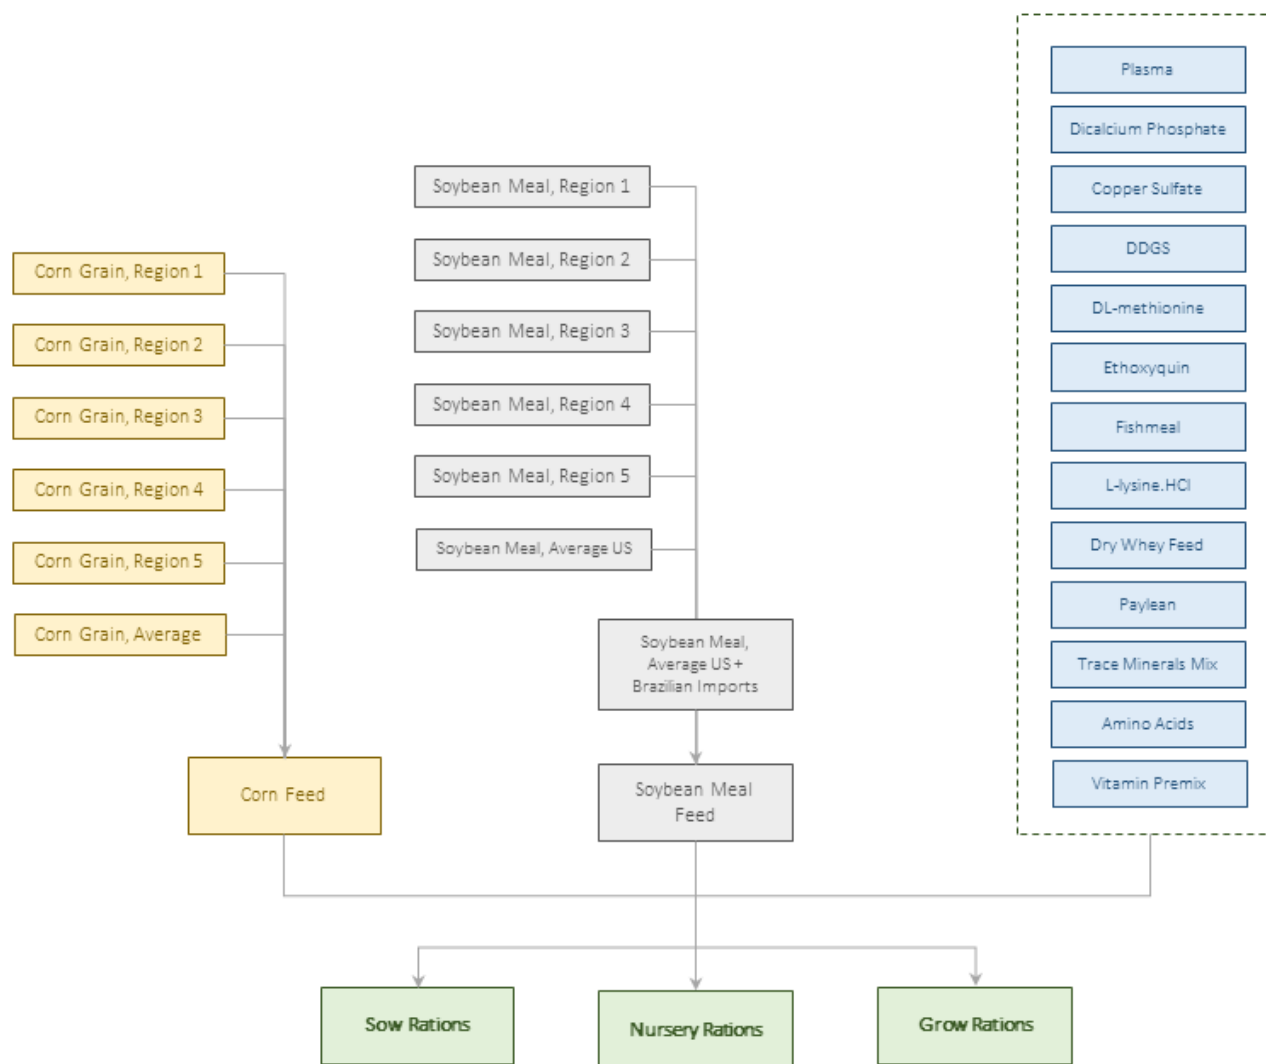 Corn Grain, Region 1
Corn Grain, Region 2
Corn Grain, Region 3
Corn Grain, Region 4
Corn Grain, Region 5
Corn Grain, Average
Corn Feed
Soybean Meal, Region 1
Soybean Meal, Region 2
Soybean Meal, Region 3
Soybean Meal, Region 4
Soybean Meal, Region 5
Soybean Meal, Average US
Soybean Meal,
Average US +
Brazilian Imports
Soybean Meal
Feed
Plasma
Dicalcium Phosphate
Copper Sulfate
DDGS
DL-methionine
Ethoxyquin
Fishmeal
L-lysine.HCl
Dry Whey Feed
Paylean
Trace Minerals Mix
Amino Acids
Vitamin Premix
Sow Rations
Nursery Rations
Grow Rations